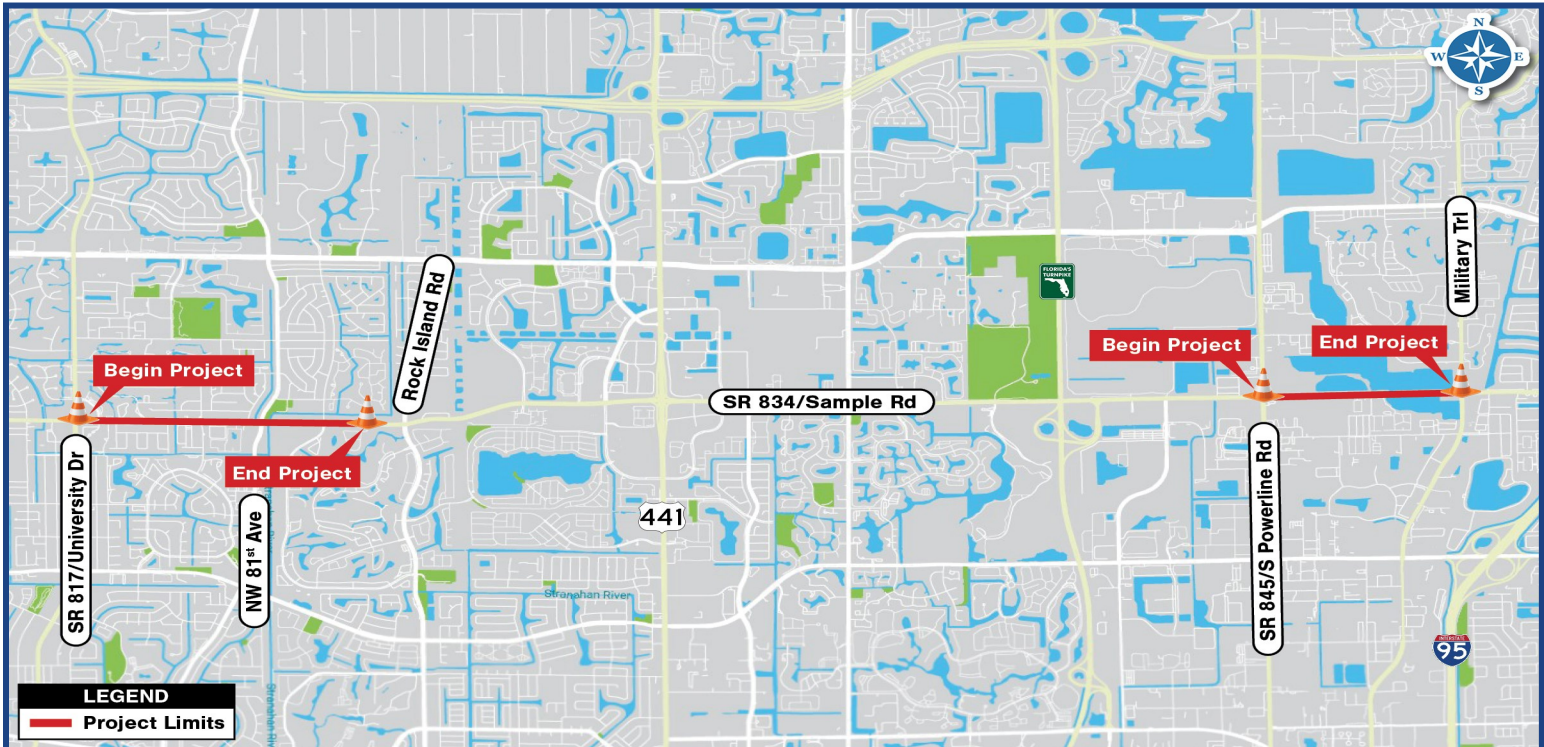 N
W
E
S
Military Trl
Rock Island Rd
FLORIDA'S
TURNPIKE
Begin Project
End Project
Begin Project
SR 834/Sample Rd
End Project
SR 817/University Dr
NW 81st Ave
441
SR 845/S Powerline Rd
Stranahan River
INTERSTATE
95
LEGEND
Project Limits